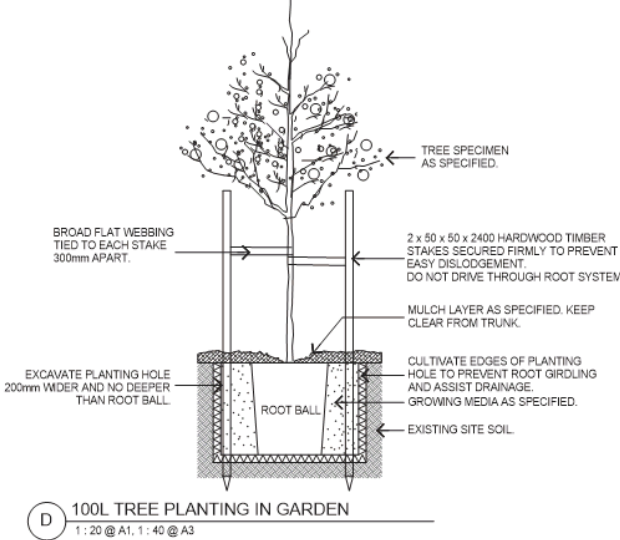 TREE SPECIMEN
AS SPECIFIED.
BROAD FLAT WEBBING
TIED TO EACH STAKE
300mm APART.
2 x 50 x 50 x 2400 HARDWOOD TIMBER
STAKES SECURED FIRMLY TO PREVENT
EASY DISLODGEMENT.
DO NOT DRIVE THROUGH ROOT SYSTEM
MULCH LAYER AS SPECIFIED. KEEP
CLEAR FROM TRUNK.
EXCAVATE PLANTING HOLE
200mm WIDER AND NO DEEPER
THAN ROOT BALL.
CULTIVATE EDGES OF PLANTING
HOLE TO PREVENT ROOT GIRDLING
AND ASSIST DRAINAGE.
GROWING MEDIA AS SPECIFIED.
ROOT BALL
EXISTING SITE SOIL.
D
100L TREE PLANTING IN GARDEN
1 : 20 @ A1, 1 : 40 @ A3